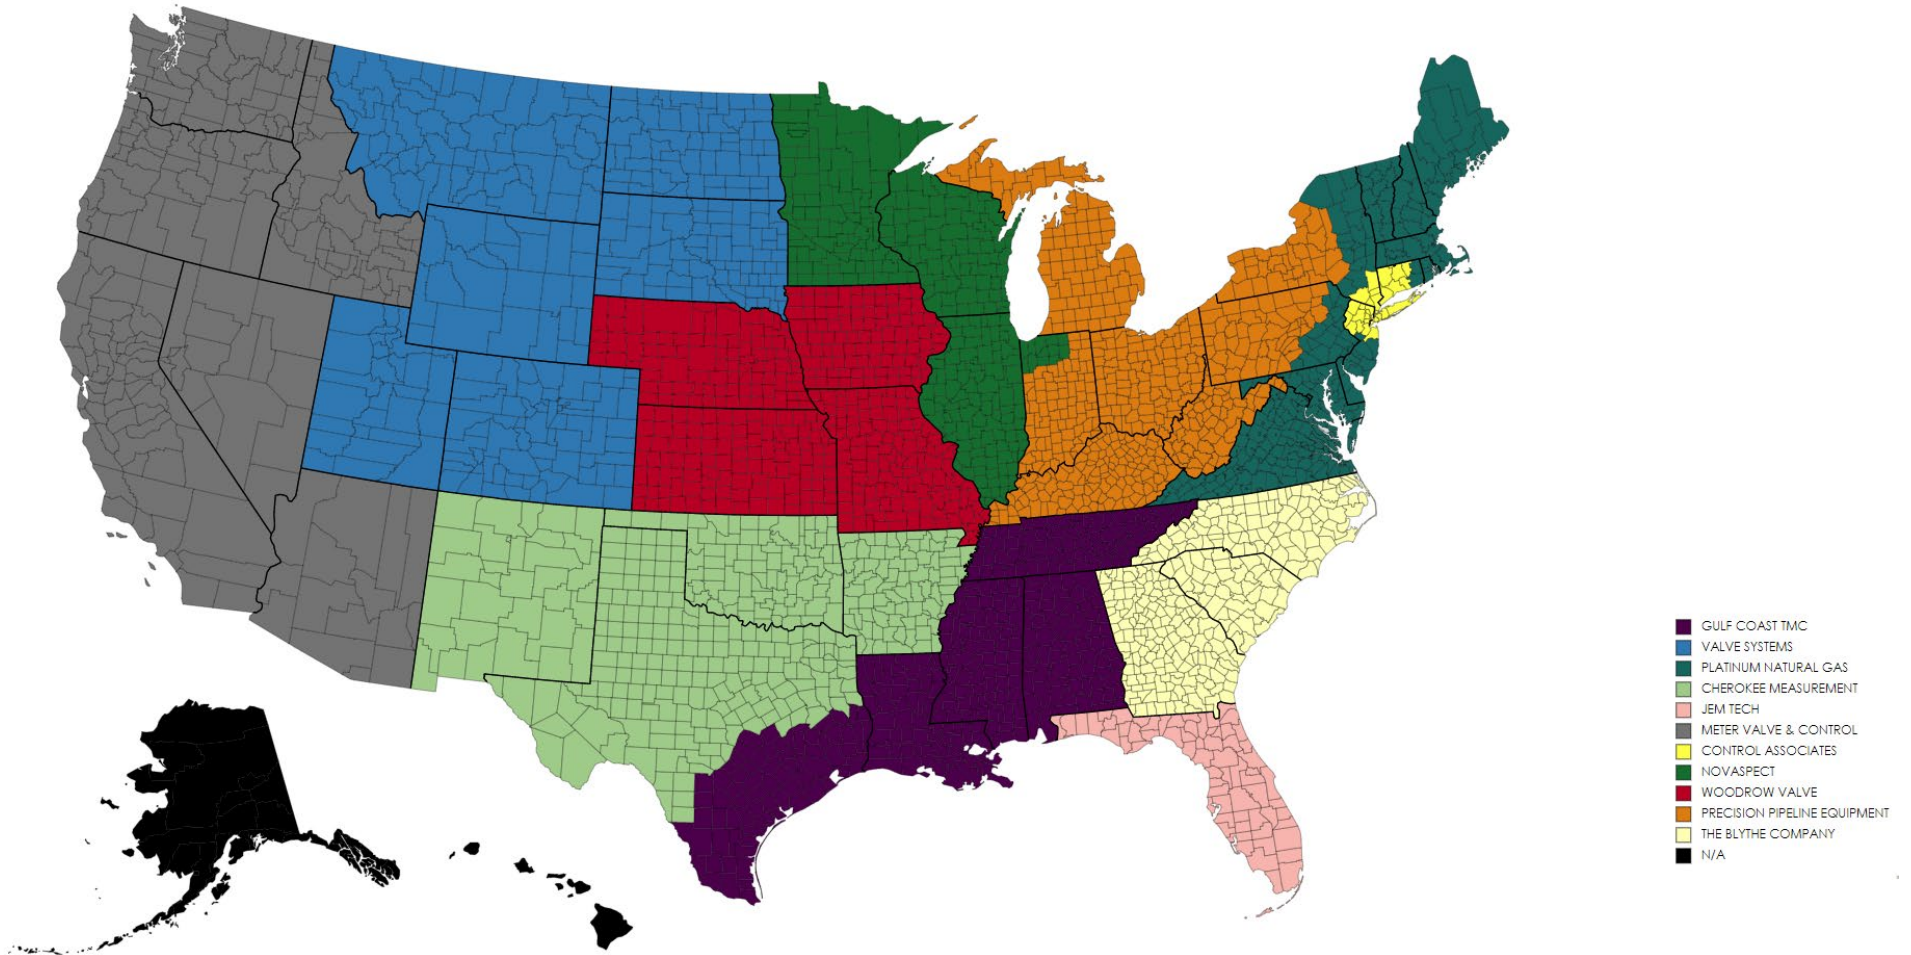 GULF COAST TMC
VALVE SYSTEMS
PLATINUM NATURAL GAS
CHEROKEE MEASUREMENT
JEM TECH
METER VALVE & CONTROL
CONTROL ASSOCIATES
NOVASPECT
WOODROW VALVE
PRECISION PIPELINE EQUIPMENT
THE BLYTHE COMPANY
N/A